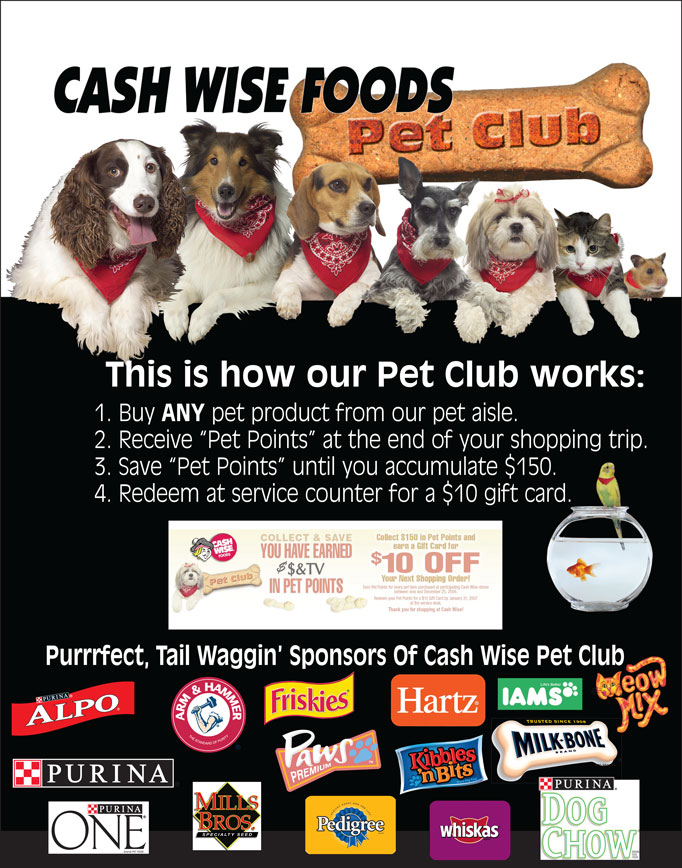 CASH WISE FOODS
Pet Club
This is how our Pet Club works:
1. Buy ANY pet product from our pet aisle.
2. Receive “Pet Points” at the end of your shopping trip.
3. Save “Pet Points” until you accumulate $150.
4. Redeem at service counter for a $10 gift card.
CASH WISE FOODS
Pet Club
COLLECT & SAVE
YOU HAVE EARNED
$&TV
IN PET POINTS
Collect $150 in Pet Points and
earn a Gift Card for
$10 OFF
Your Next Shopping Order!
Thank you for shopping at Cash Wise!
Purrrfect, Tail Waggin’ Sponsors Of Cash Wise Pet Club
PURINA
ALPO
ARM & HAMMER
THE STANDARD OF PURITY
Friskies
Hartz
IAMS
Meow Mix
PURINA
Paws PREMIUM
Kibbles 'n Bits
TRUSTED SINCE 1908
MILK-BONE
BRAND
PURINA
ONE
MILLS BROS.
SPECIALTY SEED
Pedigree
whiskas
PURINA
DOG CHOW